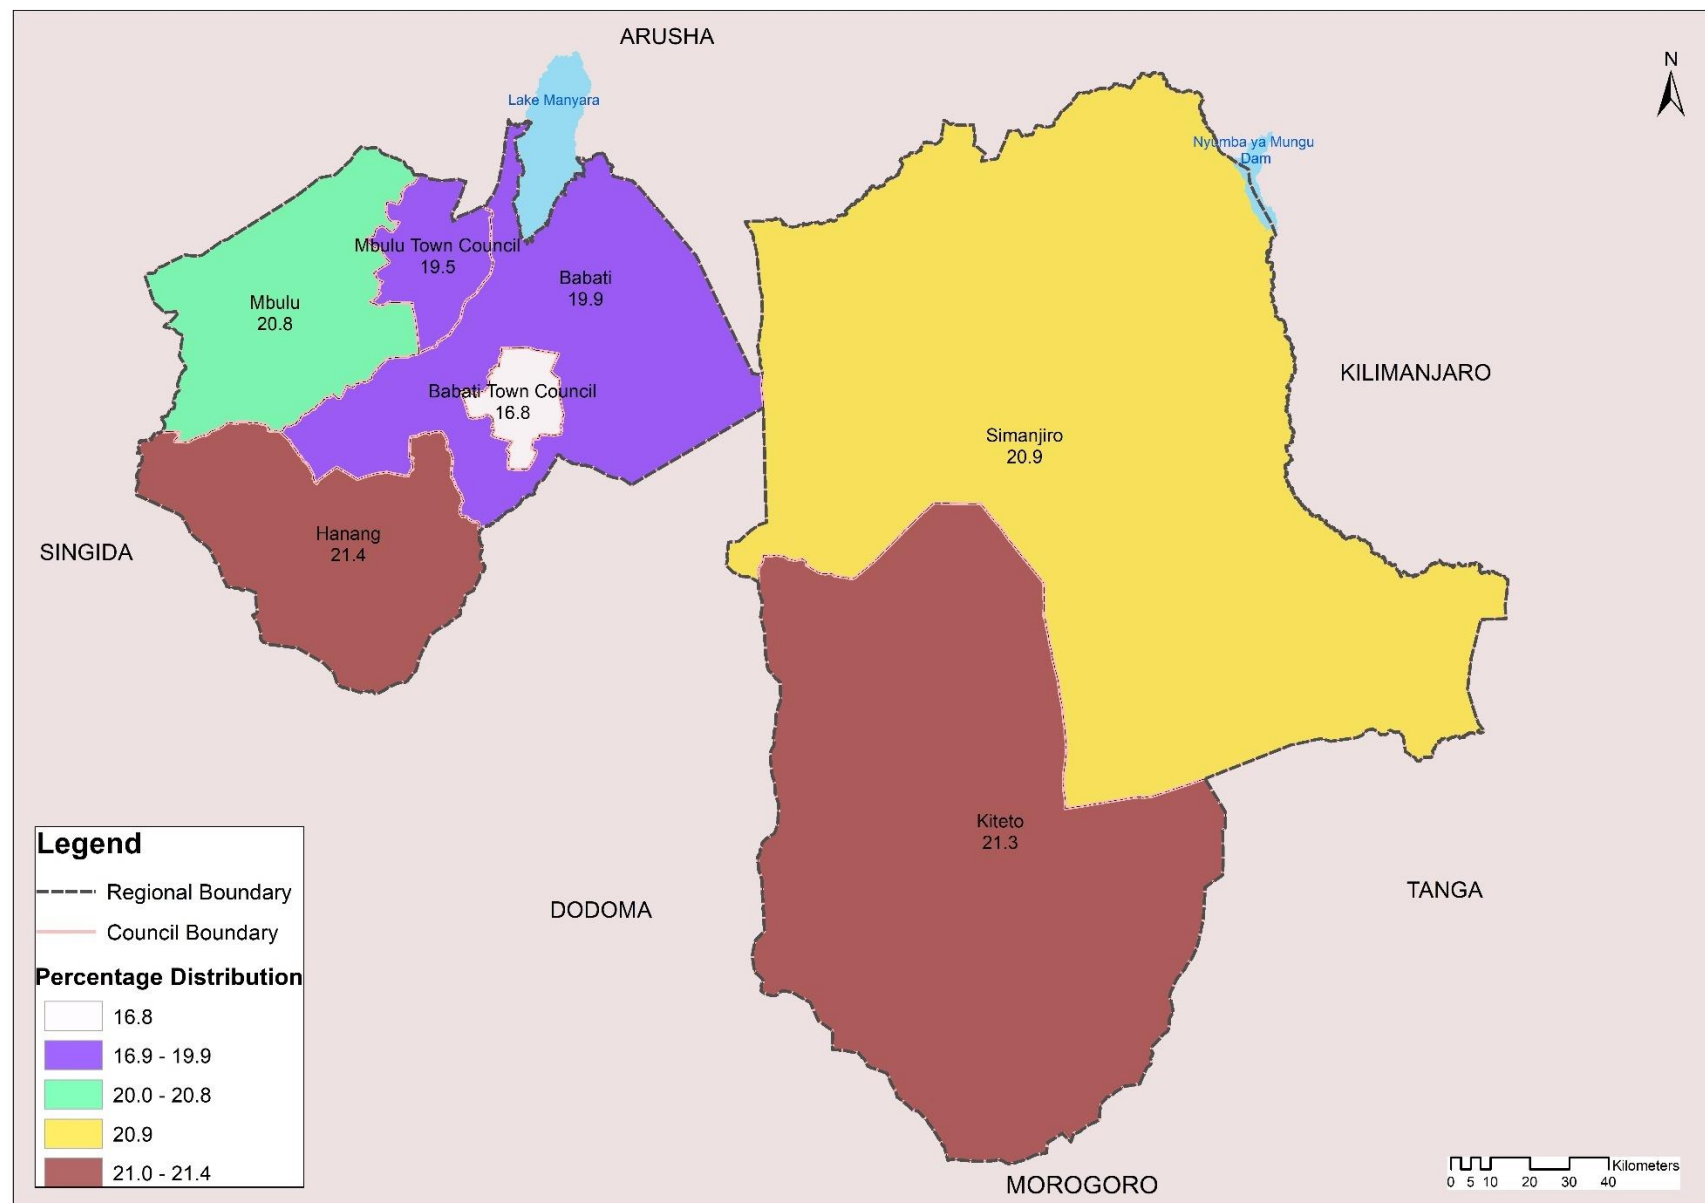 ARUSHA
N
Lake Manyara
Nyumba ya Mungu
Dam
Mbulu Town Council
19.5
Babati
19.9
Mbulu
20.8
KILIMANJARO
Babati Town Council
16.8
Simanjiro
20.9
Hanang
21.4
SINGIDA
Kiteto
21.3
TANGA
DODOMA
Legend
Regional Boundary
Council Boundary
Percentage Distribution
16.8
16.9 - 19.9
20.0 - 20.8
20.9
21.0 - 21.4
Kilometers
0 5 10 20 30 40
MOROGORO